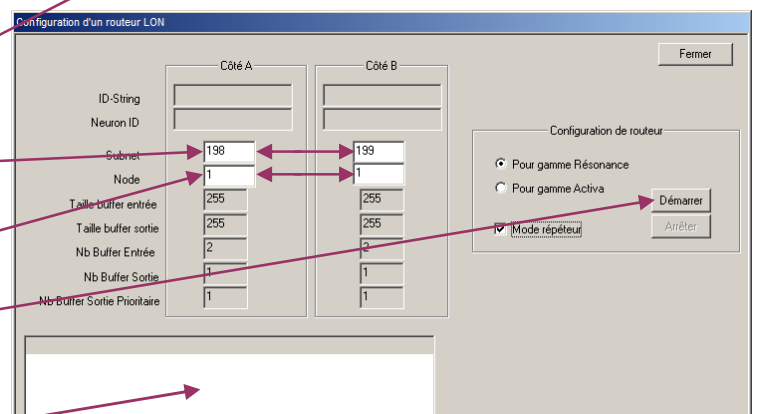 Configuration d'un routeur LON
Fermer
Côté A
Côté B
ID-String
Neuron ID
Subnet 198 199
Node 1 1
Taille buffer entrée 255 255
Taille buffer sortie 255 255
Nb Buffer Entrée 2 2
Nb Buffer Sortie 1 1
Nb Buffer Sortie Prioritaire 1 1
Configuration de routeur
Pour gamme Résonance
Pour gamme Activa
Démarrer
Mode répéteur
Arrêter